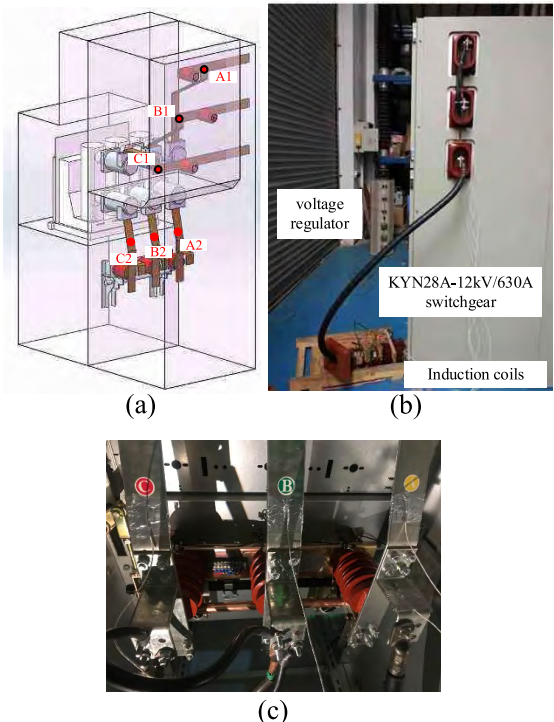 A1
B1
C1
A2
B2
C2
(a)
voltage
regulator
KYN28A-12kV/630A
switchgear
Induction coils
(b)
C
B
(c)